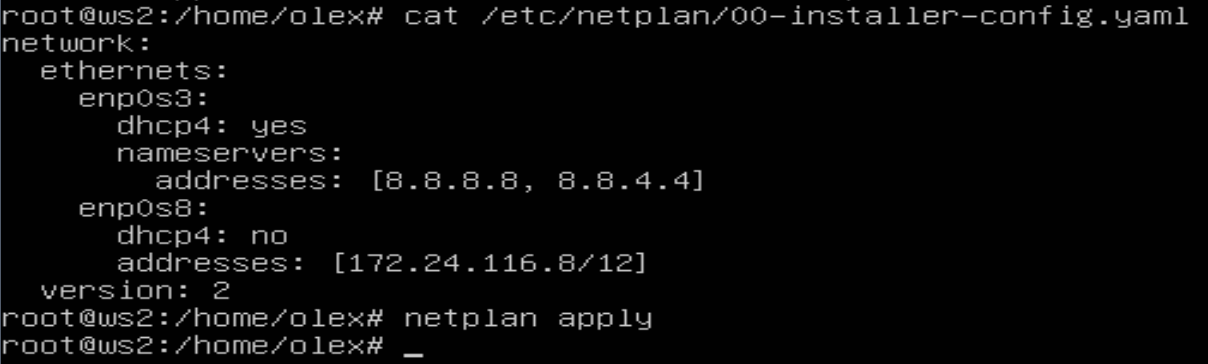 root@ws2:/home/olex# cat /etc/netplan/00-installer-config.yaml
network:
  ethernets:
    enp0s3:
      dhcp4: yes
      nameservers:
        addresses: [8.8.8.8, 8.8.4.4]
    enp0s8:
      dhcp4: no
      addresses: [172.24.116.8/12]
  version: 2
root@ws2:/home/olex# netplan apply
root@ws2:/home/olex# _